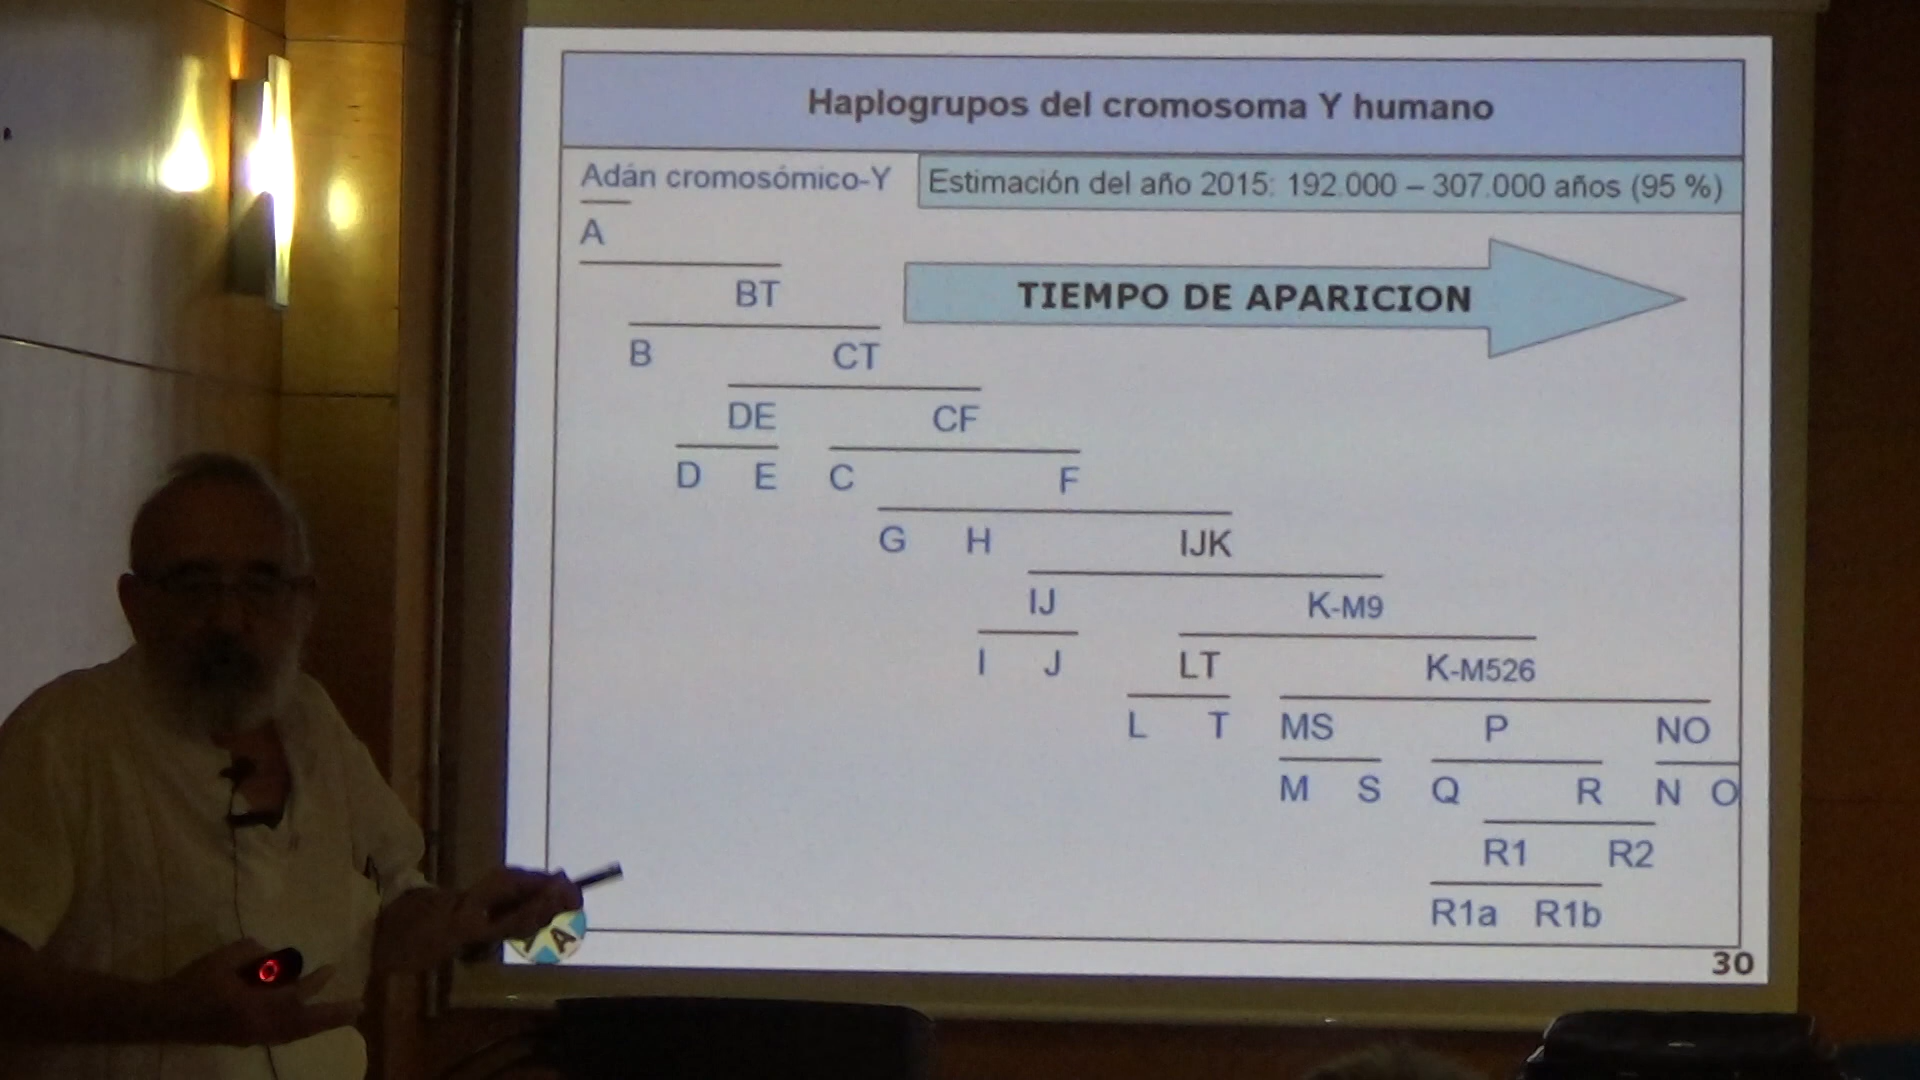 Haplogrupos del cromosoma Y humano
Adán cromosómico-Y
Estimación del año 2015: 192.000 – 307.000 años (95 %)
A
TIEMPO DE APARICION
BT
B CT
DE CF
D E C F
G H IJK
IJ K-M9
I J LT K-M526
L T MS P NO
M S Q R N O
R1 R2
R1a R1b
A
30